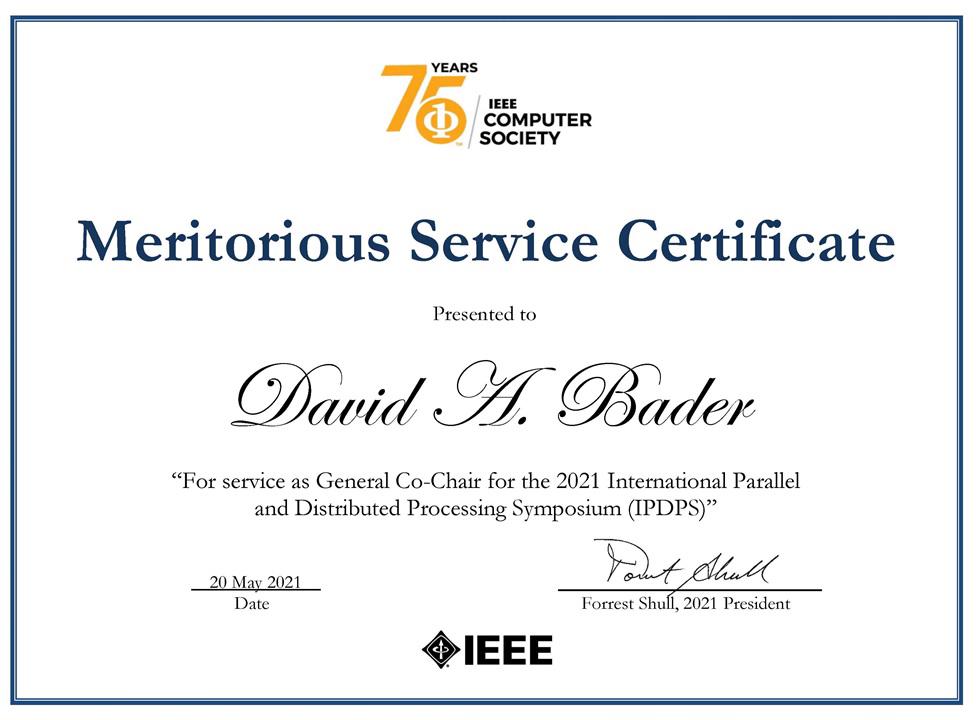 75 YEARS
IEEE
COMPUTER
SOCIETY
TM
Meritorious Service Certificate
Presented to
David A. Bader
“For service as General Co-Chair for the 2021 International Parallel
and Distributed Processing Symposium (IPDPS)”
20 May 2021
Date
Forrest Shull
Forrest Shull, 2021 President
IEEE